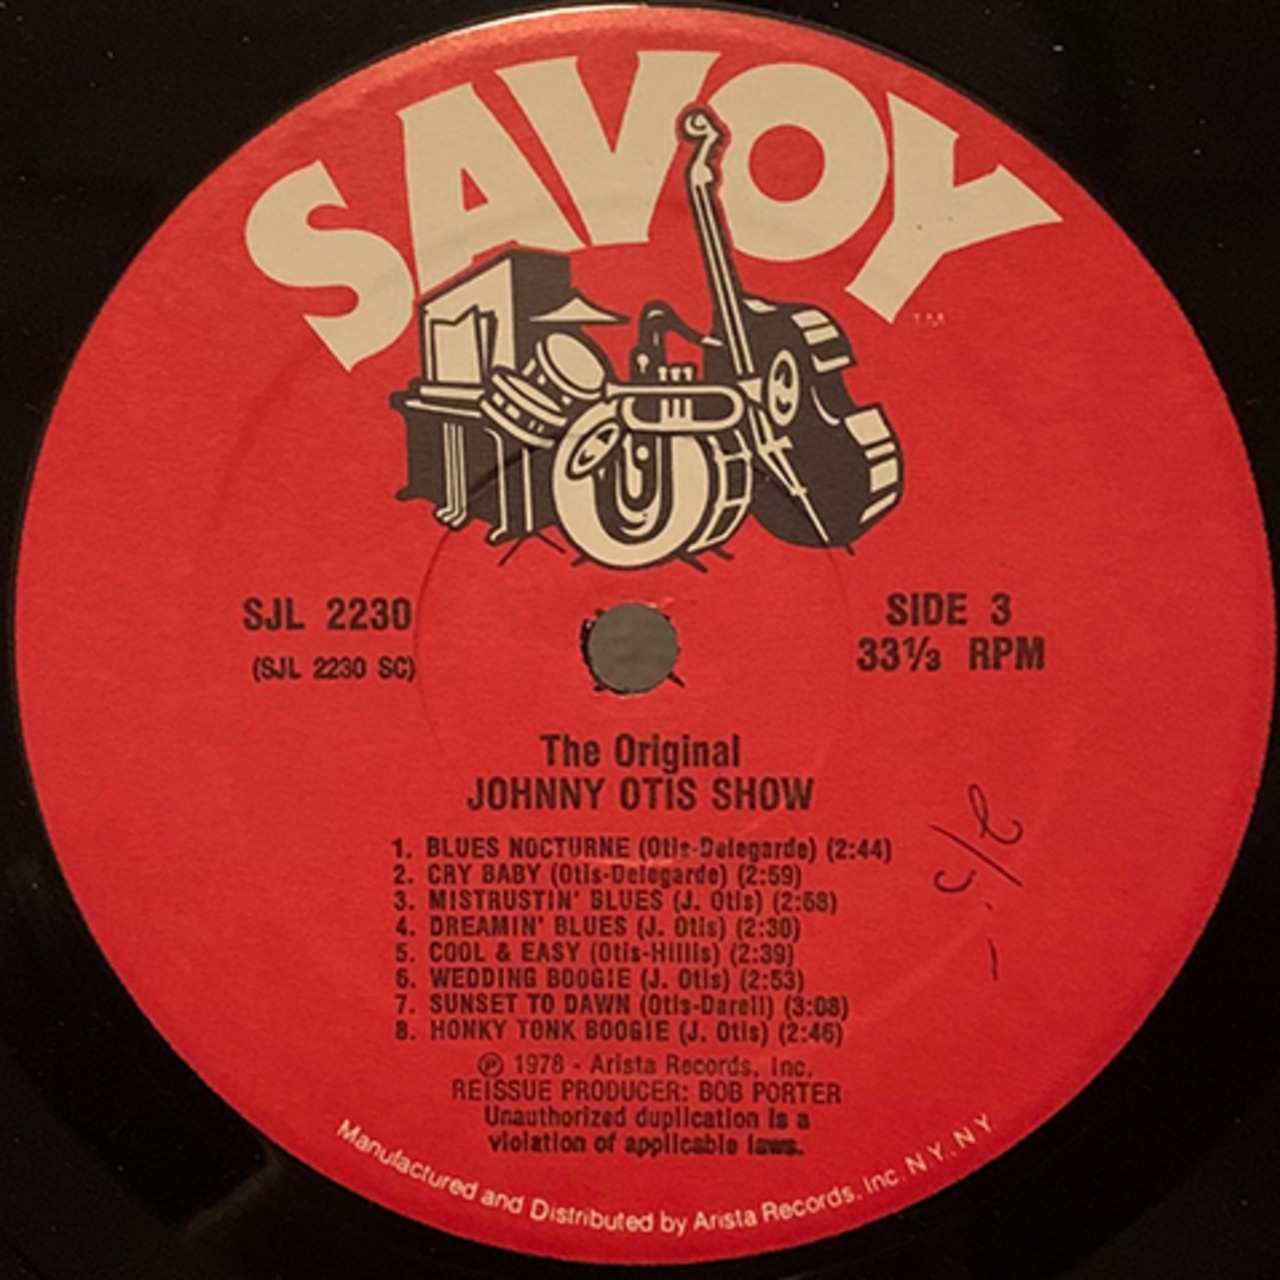 SAVOY
TM
SJL 2230
(SJL 2230 SC)
SIDE 3
33⅓ RPM
The Original
JOHNNY OTIS SHOW
1. BLUES NOCTURNE (Otis-Delegarde) (2:44)
2. CRY BABY (Otis-Delegarde) (2:59)
3. MISTRUSTIN' BLUES (J. Otis) (2:58)
4. DREAMIN' BLUES (J. Otis) (2:30)
5. COOL & EASY (Otis-Hillis) (2:39)
6. WEDDING BOOGIE (J. Otis) (2:53)
7. SUNSET TO DAWN (Otis-Darell) (3:08)
8. HONKY TONK BOOGIE (J. Otis) (2:46)
℗ 1978 - Arista Records, Inc.
REISSUE PRODUCER: BOB PORTER
Unauthorized duplication is a
violation of applicable laws.
Manufactured and Distributed by Arista Records, Inc. N.Y., N.Y.